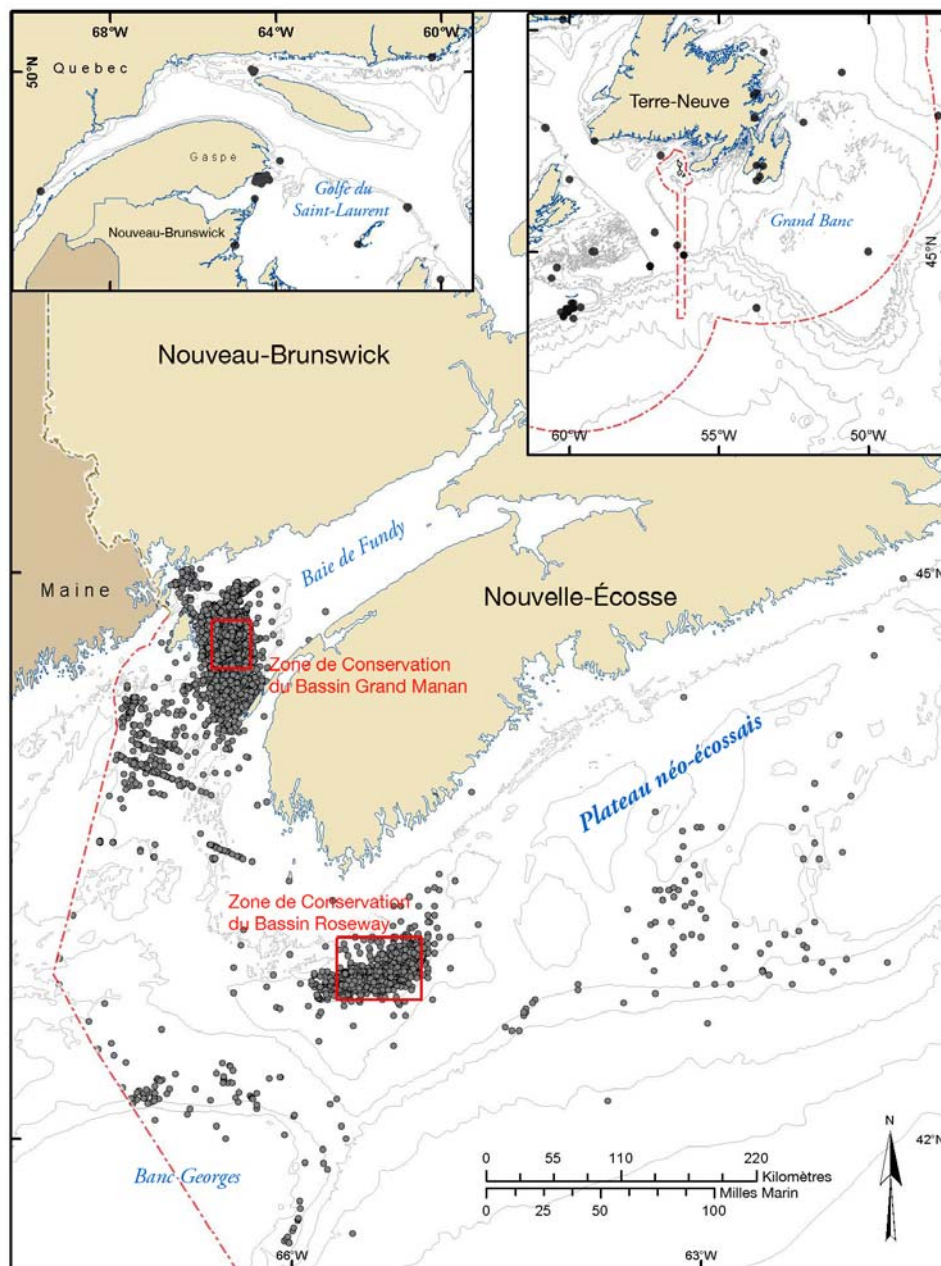 68°W
64°W
60°W
50°N
Quebec
Gaspé
Golfe du
Saint-Laurent
Nouveau-Brunswick
Terre-Neuve
Grand Banc
45°N
60°W
55°W
50°W
Nouveau-Brunswick
Maine
Baie de Fundy
45°N
Nouvelle-Écosse
Zone de Conservation
du Bassin Grand Manan
Plateau néo-écossais
Zone de Conservation
du Bassin Roseway
Banc Georges
N
42°N
0 55 110 220
Kilomètres
Milles Marin
0 25 50 100
66°W
63°W